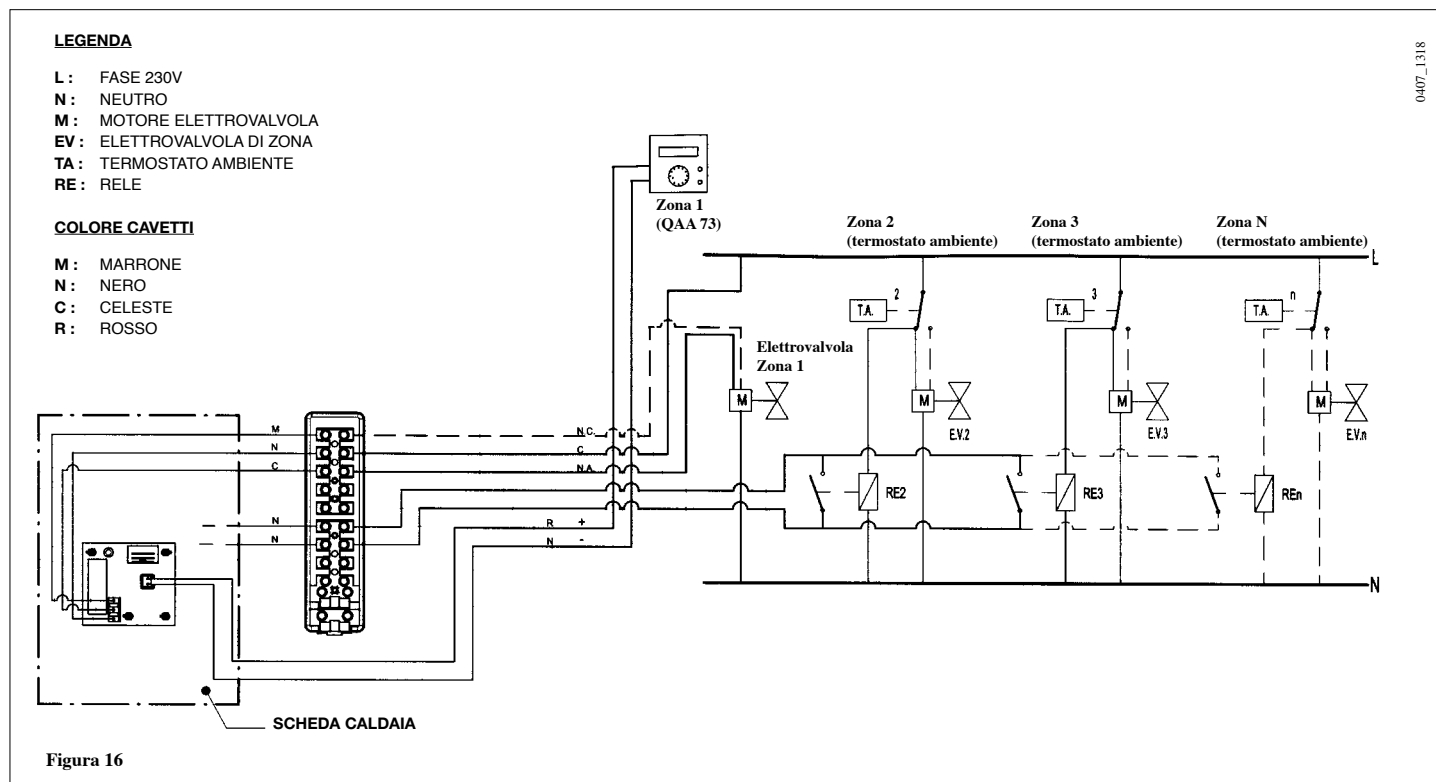 LEGENDA
L : FASE 230V
N : NEUTRO
M : MOTORE ELETTROVALVOLA
EV : ELETTROVALVOLA DI ZONA
TA : TERMOSTATO AMBIENTE
RE : RELE
COLORE CAVETTI
M : MARRONE
N : NERO
C : CELESTE
R : ROSSO
0407_1318
Zona 1
(QAA 73)
Zona 2
(termostato ambiente)
Zona 3
(termostato ambiente)
Zona N
(termostato ambiente)
L
T.A. 2
T.A. 3
T.A. n
Elettrovalvola
Zona 1
M
M
M
M
E.V.2
E.V.3
E.V.n
M
N
C
N.C.
C
N.A.
RE2
RE3
REn
N
N
R +
N -
N
SCHEDA CALDAIA
Figura 16